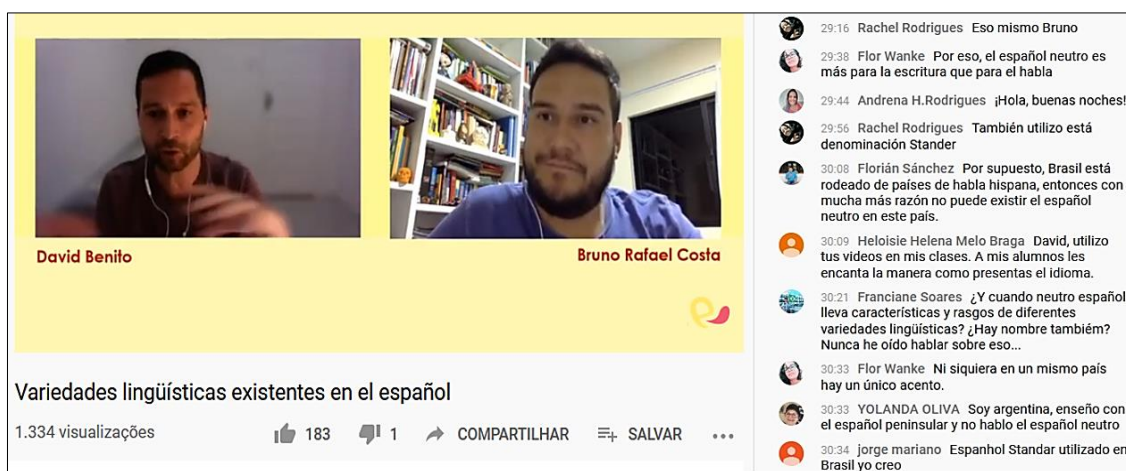 David Benito
Bruno Rafael Costa
Variedades lingüísticas existentes en el español
1.334 visualizações
183
1
COMPARTILHAR
SALVAR
29:16 Rachel Rodrigues Eso mismo Bruno
29:38 Flor Wanke Por eso, el español neutro es
más para la escritura que para el habla
29:44 Andrena H.Rodrigues ¡Hola, buenas noches!
29:56 Rachel Rodrigues También utilizo está
denominación Stander
30:08 Florián Sánchez Por supuesto, Brasil está
rodeado de países de habla hispana, entonces con
mucha más razón no puede existir el español
neutro en este país.
30:09 Heloisie Helena Melo Braga David, utilizo
tus videos en mis clases. A mis alumnos les
encanta la manera como presentas el idioma.
30:21 Franciane Soares ¿Y cuando neutro español
lleva características y rasgos de diferentes
variedades lingüísticas? ¿Hay nombre tambiém?
Nunca he oído hablar sobre eso...
30:33 Flor Wanke Ni siquiera en un mismo país
hay un único acento.
30:33 YOLANDA OLIVA Soy argentina, enseño con
el español peninsular y no hablo el español neutro
30:34 jorge mariano Espanhol Standar utilizado en
Brasil yo creo